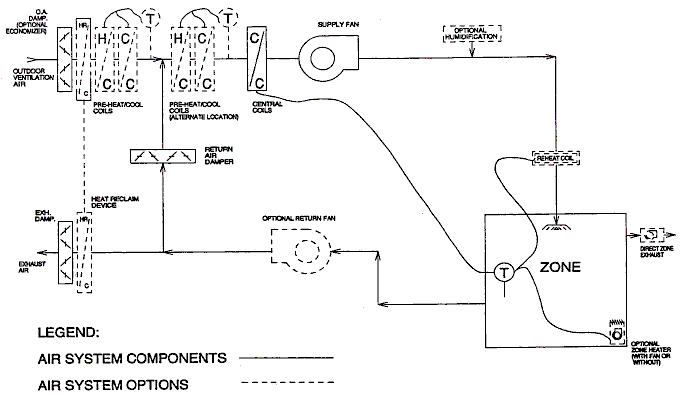 O.A.
DAMP.
(OPTIONAL
ECONOMIZER)
HR
H
C
T
H
C
T
SUPPLY FAN
OPTIONAL
HUMIDIFICATION
OUTDOOR
VENTILATION
AIR
C
C
C
C
C
C
C
PRE-HEAT/COOL
COILS
PRE-HEAT/COOL
COILS
(ALTERNATE LOCATION)
CENTRAL
COILS
RETURN
AIR
DAMPER
REHEAT COIL
HEAT RECLAIM
DEVICE
EXH.
DAMP.
HR
OPTIONAL RETURN FAN
EXHAUST
AIR
C
T
ZONE
DIRECT ZONE
EXHAUST
OPTIONAL
ZONE HEATER
(WITH FAN OR
WITHOUT)
LEGEND:
AIR SYSTEM COMPONENTS
AIR SYSTEM OPTIONS